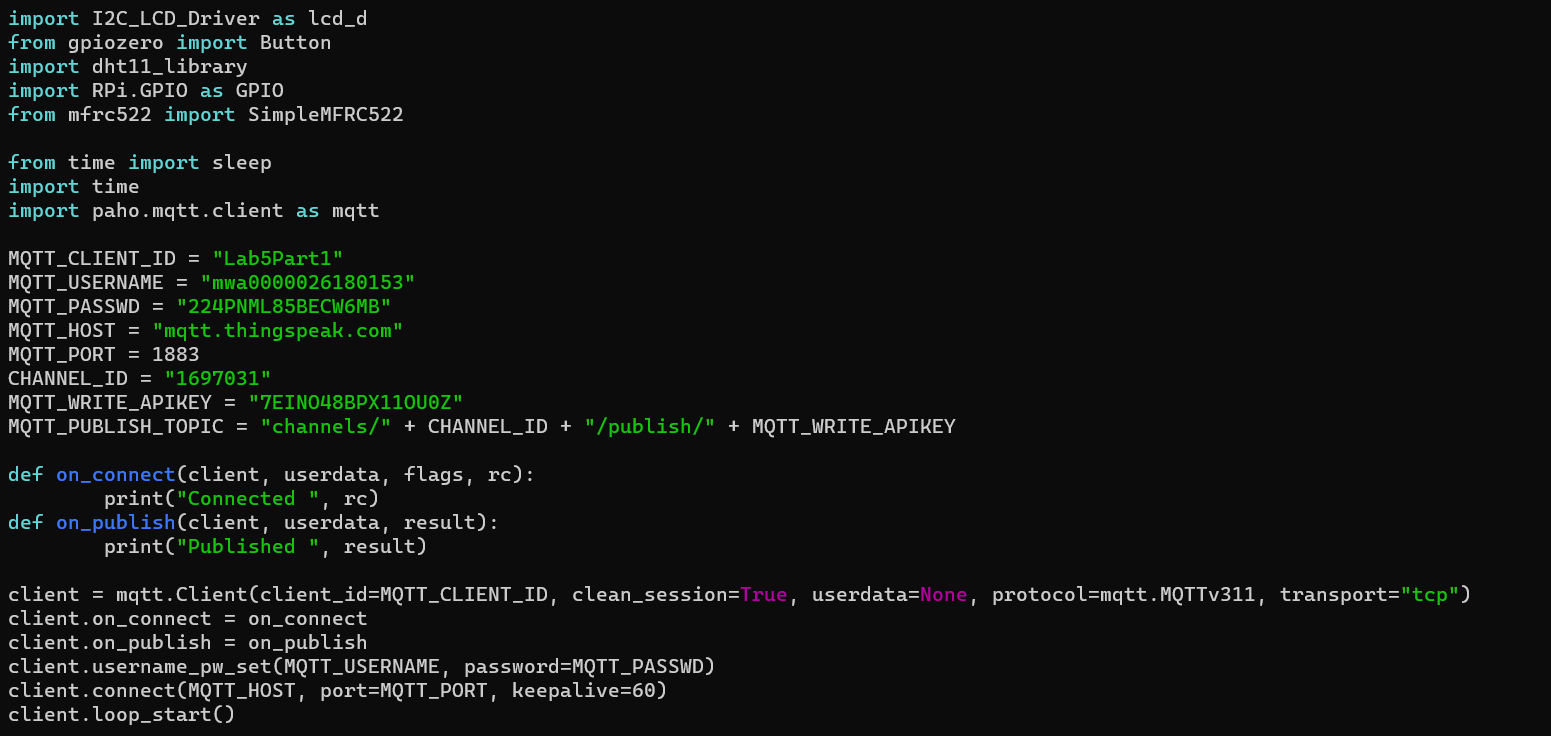 import I2C_LCD_Driver as lcd_d
from gpiozero import Button
import dht11_library
import RPi.GPIO as GPIO
from mfrc522 import SimpleMFRC522
from time import sleep
import time
import paho.mqtt.client as mqtt
MQTT_CLIENT_ID = "Lab5Part1"
MQTT_USERNAME = "mwa0000026180153"
MQTT_PASSWD = "224PNML85BECW6MB"
MQTT_HOST = "mqtt.thingspeak.com"
MQTT_PORT = 1883
CHANNEL_ID = "1697031"
MQTT_WRITE_APIKEY = "7EINO48BPX11OU0Z"
MQTT_PUBLISH_TOPIC = "channels/" + CHANNEL_ID + "/publish/" + MQTT_WRITE_APIKEY
def on_connect(client, userdata, flags, rc):
        print("Connected ", rc)
def on_publish(client, userdata, result):
        print("Published ", result)
client = mqtt.Client(client_id=MQTT_CLIENT_ID, clean_session=True, userdata=None, protocol=mqtt.MQTTv311, transport="tcp")
client.on_connect = on_connect
client.on_publish = on_publish
client.username_pw_set(MQTT_USERNAME, password=MQTT_PASSWD)
client.connect(MQTT_HOST, port=MQTT_PORT, keepalive=60)
client.loop_start()